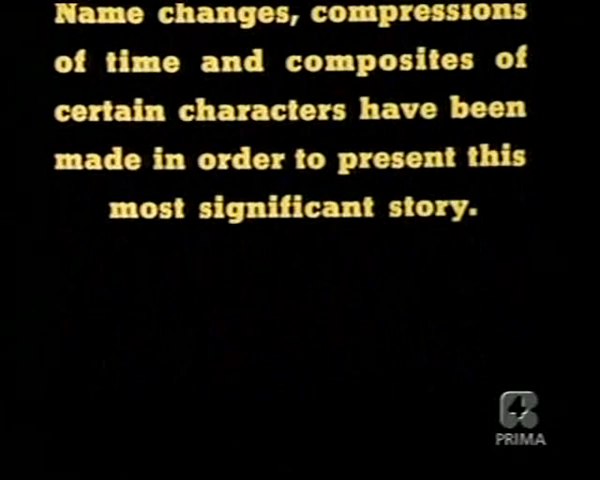 Name changes, compressions
of time and composites of
certain characters have been
made in order to present this
most significant story.
4
PRIMA